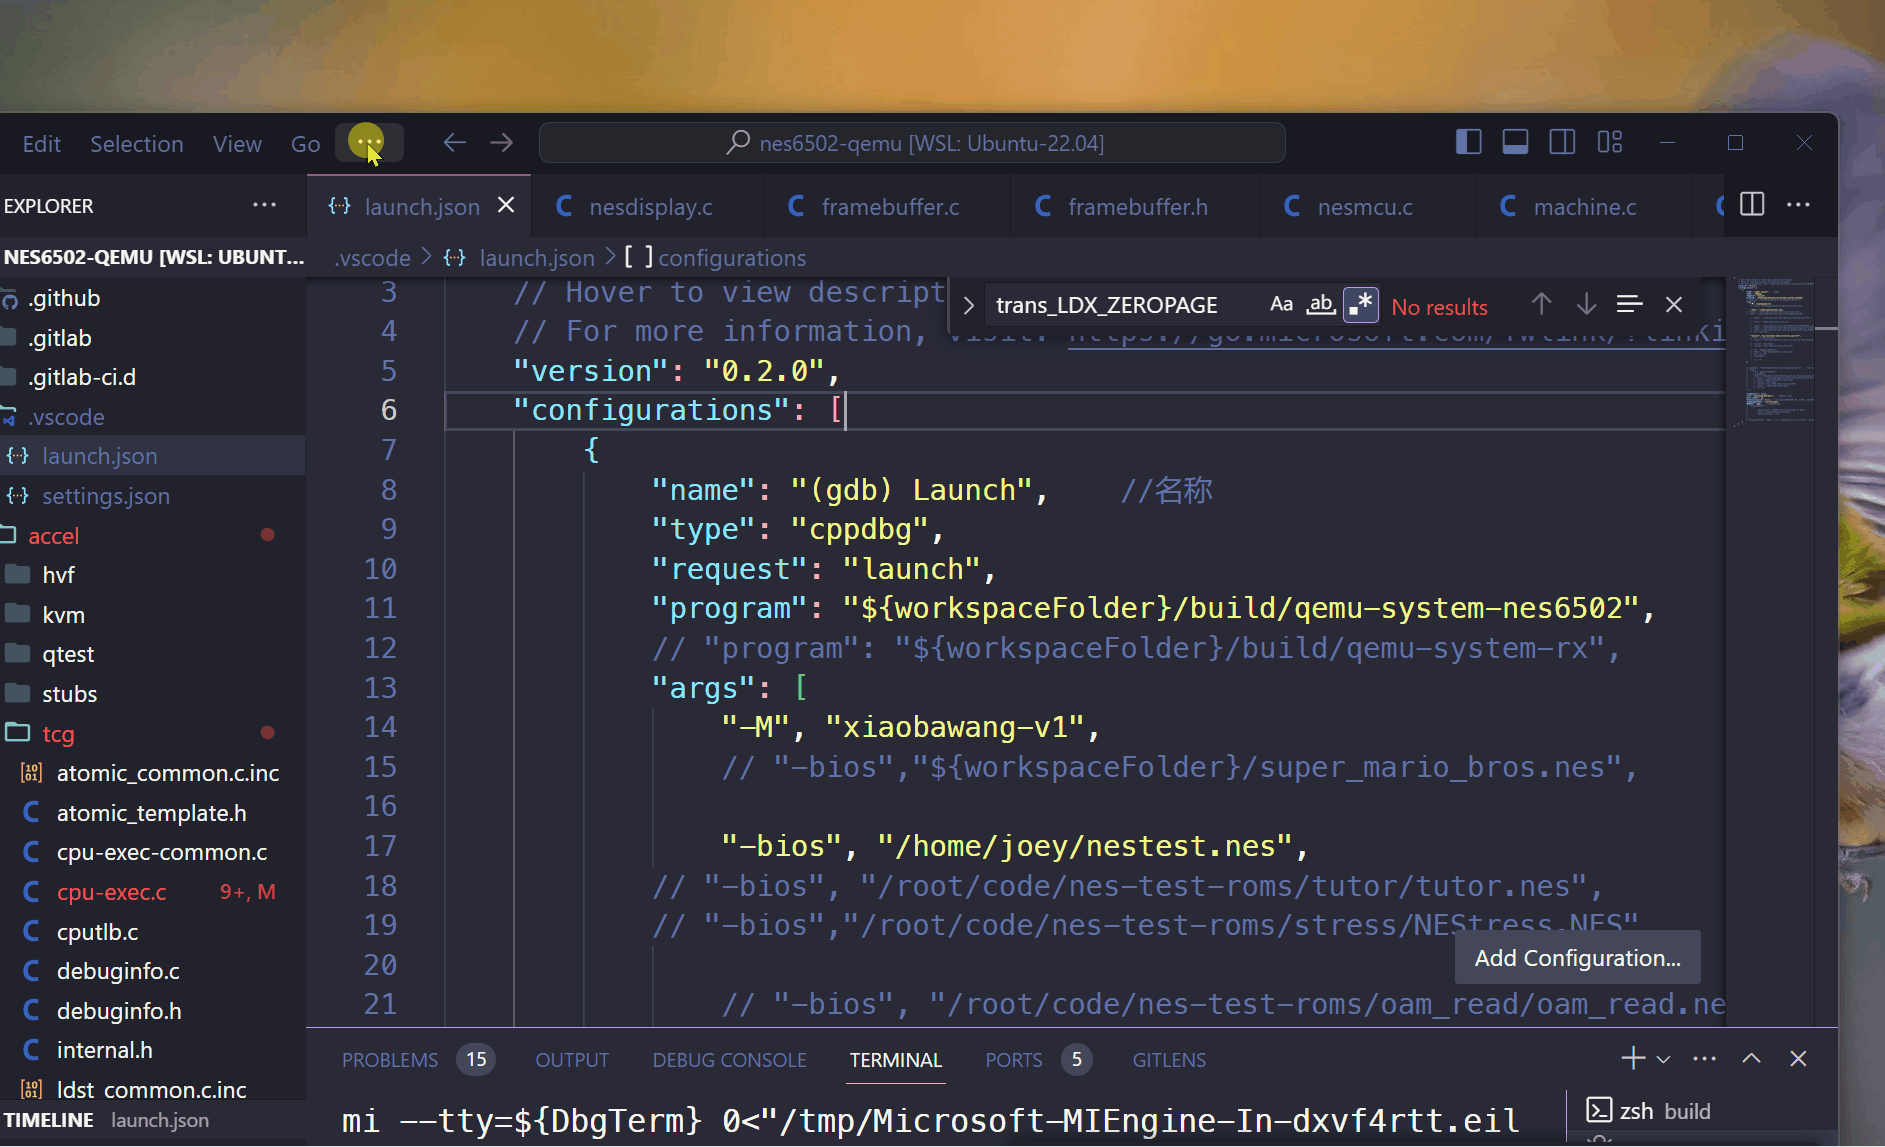 Edit Selection View Go ··· nes6502-qemu [WSL: Ubuntu-22.04]
EXPLORER ···
launch.json nesdisplay.c framebuffer.c framebuffer.h nesmcu.c machine.c
NES6502-QEMU [WSL: UBUNT...
.vscode > launch.json > [ ] configurations
trans_LDX_ZEROPAGE Aa ab No results
.github
.gitlab
.gitlab-ci.d
.vscode
launch.json
settings.json
accel
hvf
kvm
qtest
stubs
tcg
atomic_common.c.inc
atomic_template.h
cpu-exec-common.c
cpu-exec.c 9+, M
cputlb.c
debuginfo.c
debuginfo.h
internal.h
ldst_common.c.inc
TIMELINE launch.json
3 // Hover to view descript
4 // For more information, visit: https://go.microsoft.com/fwlink/?linki
5 "version": "0.2.0",
6 "configurations": [
7 {
8 "name": "(gdb) Launch", //名称
9 "type": "cppdbg",
10 "request": "launch",
11 "program": "${workspaceFolder}/build/qemu-system-nes6502",
12 // "program": "${workspaceFolder}/build/qemu-system-rx",
13 "args": [
14 "-M", "xiaobawang-v1",
15 // "-bios","${workspaceFolder}/super_mario_bros.nes",
16
17 "-bios", "/home/joey/nestest.nes",
18 // "-bios", "/root/code/nes-test-roms/tutor/tutor.nes",
19 // "-bios","/root/code/nes-test-roms/stress/NEStress.NES"
20
21 // "-bios", "/root/code/nes-test-roms/oam_read/oam_read.ne
Add Configuration...
PROBLEMS 15 OUTPUT DEBUG CONSOLE TERMINAL PORTS 5 GITLENS
mi --tty=${DbgTerm} 0<"/tmp/Microsoft-MIEngine-In-dxvf4rtt.eil
zsh build